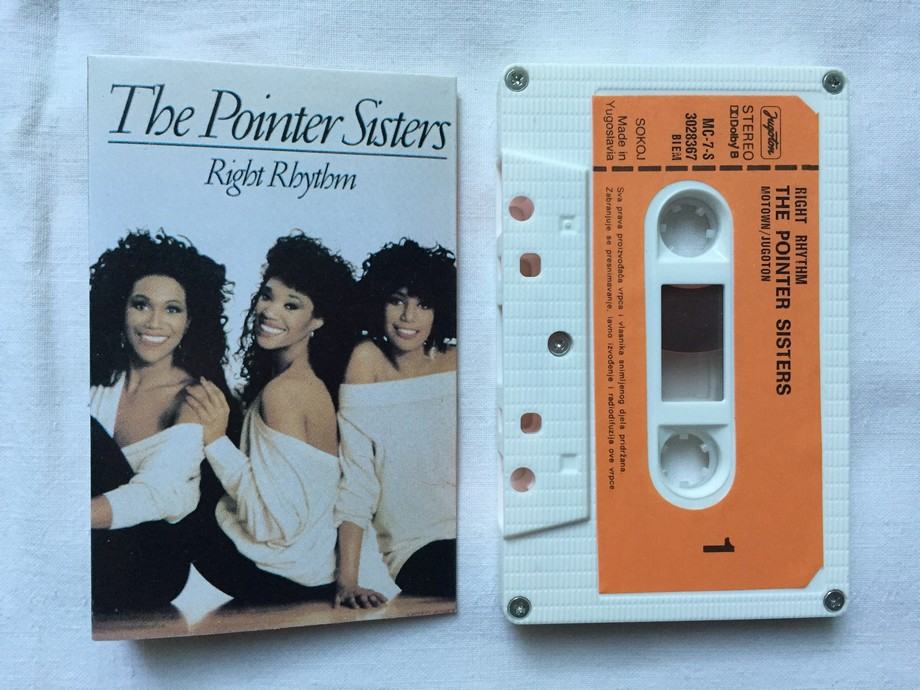 The Pointer Sisters
Right Rhythm
Jugoton
STEREO
Dolby B
MC-7-S
3028367
BIEM
SOKOJ
Made in
Yugoslavia
RIGHT RHYTHM
THE POINTER SISTERS
MOTOWN/JUGOTON
Sva prava proizvođača vrpca i vlasnika snimljenog djela pridržana.
Zabranjuje se presnimavanje, javno izvođenje i radiodifuzija ove vrpce
1